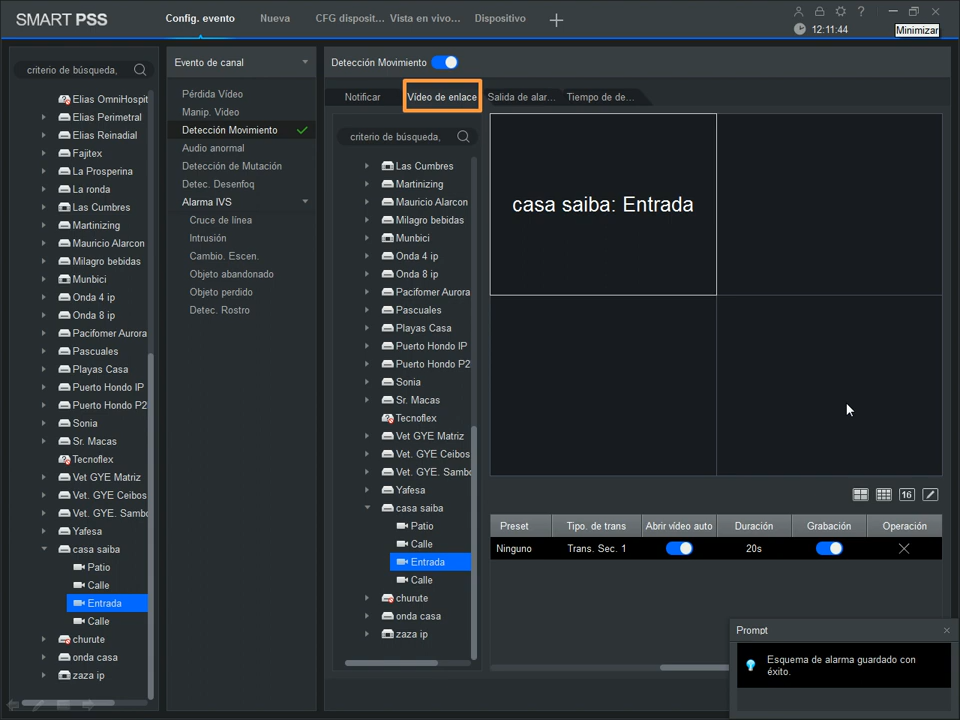 SMART PSS
Config. evento
Nueva
CFG disposit...
Vista en vivo...
Dispositivo
12:11:44
Minimizar
criterio de búsqueda,
Elias OmniHospit
Elias Perimetral
Elias Reinadial
Fajitex
La Prosperina
La ronda
Las Cumbres
Martinizing
Mauricio Alarcon
Milagro bebidas
Munbici
Onda 4 ip
Onda 8 ip
Pacifomer Aurora
Pascuales
Playas Casa
Puerto Hondo IP
Puerto Hondo P2
Sonia
Sr. Macas
Tecnoflex
Vet GYE Matriz
Vet. GYE Ceibos
Vet. GYE. Sambo
Yafesa
casa saiba
Patio
Calle
Entrada
Calle
churute
onda casa
zaza ip
Evento de canal
Pérdida Vídeo
Manip. Video
Detección Movimiento
Audio anormal
Detección de Mutación
Detec. Desenfoq
Alarma IVS
Cruce de línea
Intrusión
Cambio. Escen.
Objeto abandonado
Objeto perdido
Detec. Rostro
Detección Movimiento
Notificar
Vídeo de enlace
Salida de alar...
Tiempo de de...
criterio de búsqueda,
Las Cumbres
Martinizing
Mauricio Alarcon
Milagro bebidas
Munbici
Onda 4 ip
Onda 8 ip
Pacifomer Aurora
Pascuales
Playas Casa
Puerto Hondo IP
Puerto Hondo P2
Sonia
Sr. Macas
Tecnoflex
Vet GYE Matriz
Vet. GYE Ceibos
Vet. GYE. Sambo
Yafesa
casa saiba
Patio
Calle
Entrada
Calle
churute
onda casa
zaza ip
casa saiba: Entrada
16
Preset Tipo. de trans Abrir vídeo auto Duración Grabación Operación
Ninguno Trans. Sec. 1 20s
Prompt
Esquema de alarma guardado con
éxito.